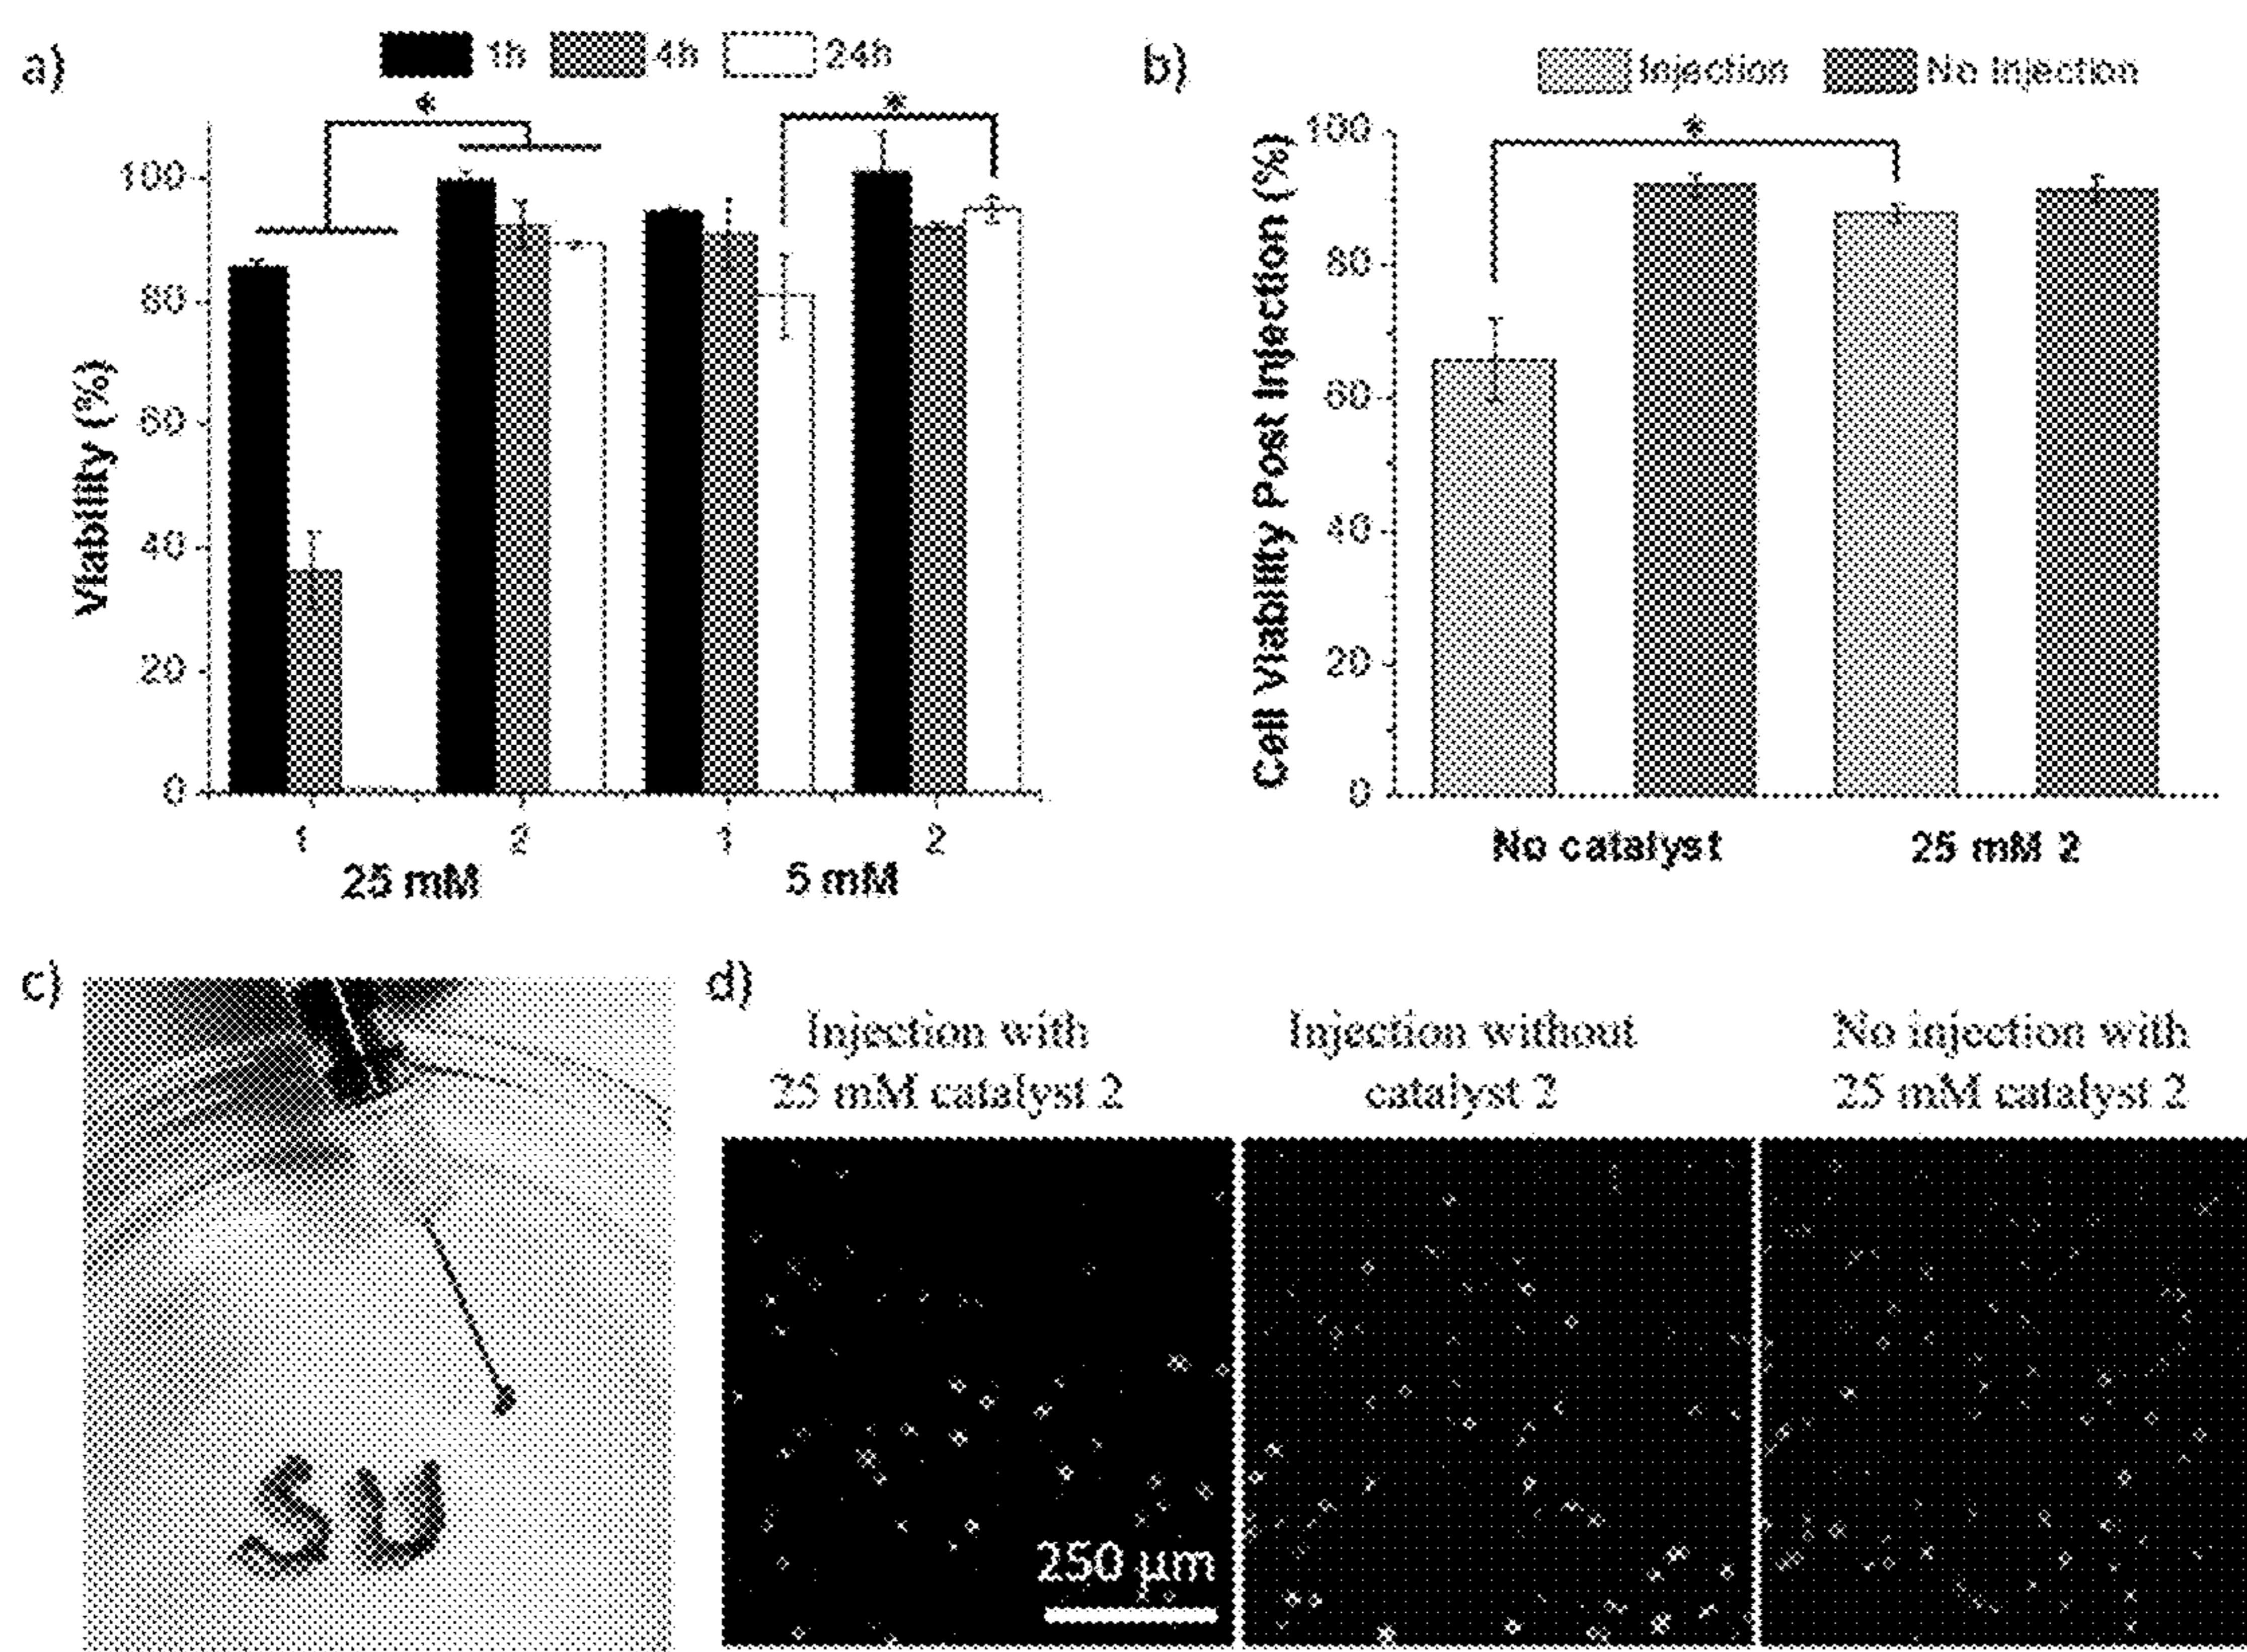 a)
1h 4h 24h
*
*
Viability (%)
100
80
60
40
20
0
1 2 1 2
25 mM 5 mM
b)
Injection No Injection
*
Cell Viability Post Injection (%)
100
80
60
40
20
0
No catalyst 25 mM 2
c)
SU
d)
Injection with
25 mM catalyst 2
Injection without
catalyst 2
No injection with
25 mM catalyst 2
250 µm